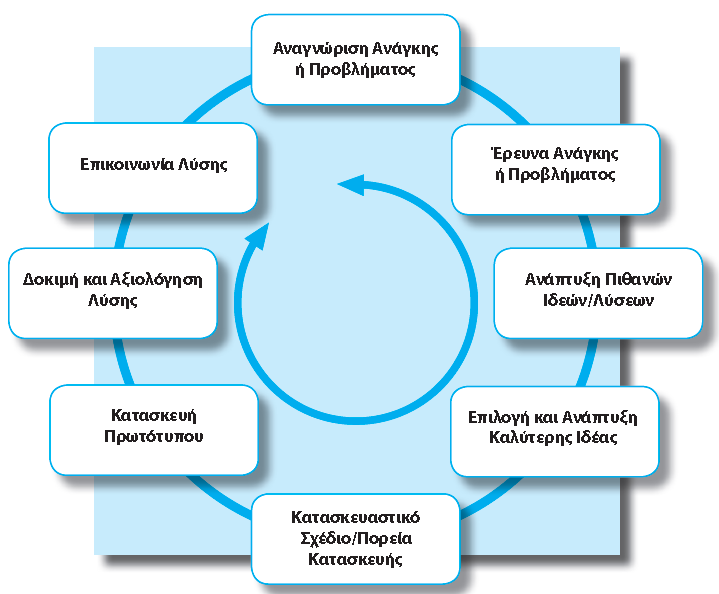 Αναγνώριση Ανάγκης
ή Προβλήματος
Έρευνα Ανάγκης
ή Προβλήματος
Ανάπτυξη Πιθανών
Ιδεών/Λύσεων
Επιλογή και Ανάπτυξη
Καλύτερης Ιδέας
Κατασκευαστικό
Σχέδιο/Πορεία
Κατασκευής
Κατασκευή
Πρωτότυπου
Δοκιμή και Αξιολόγηση
Λύσης
Επικοινωνία Λύσης